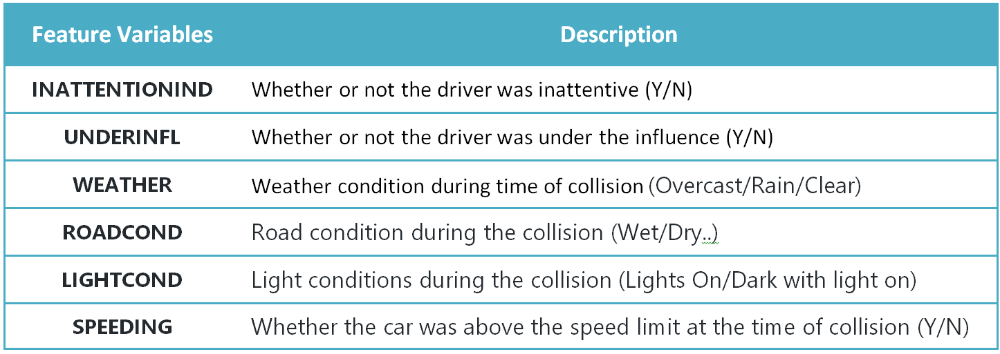 Feature Variables Description
INATTENTIONIND Whether or not the driver was inattentive (Y/N)
UNDERINFL Whether or not the driver was under the influence (Y/N)
WEATHER Weather condition during time of collision (Overcast/Rain/Clear)
ROADCOND Road condition during the collision (Wet/Dry..)
LIGHTCOND Light conditions during the collision (Lights On/Dark with light on)
SPEEDING Whether the car was above the speed limit at the time of collision (Y/N)